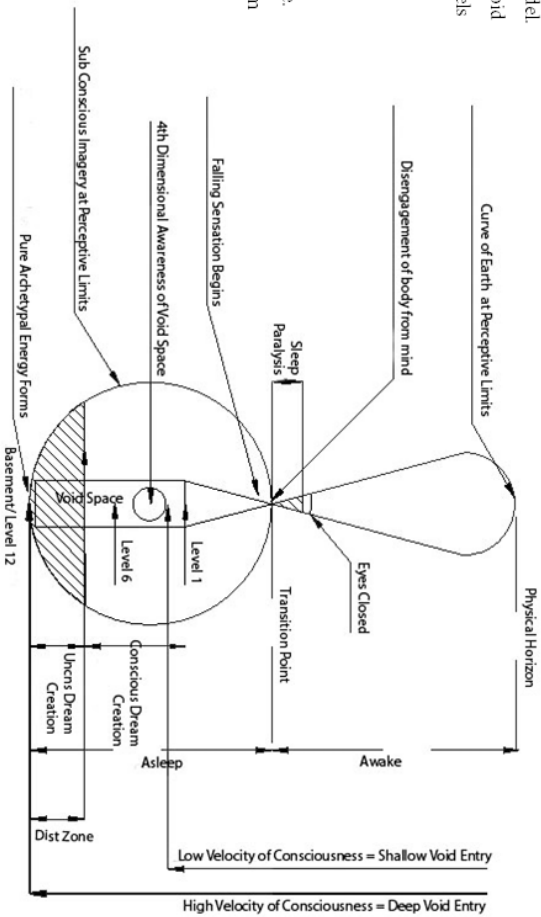 del.
oid
els
e.
m
Physical Horizon
Curve of Earth at Perceptive Limits
Eyes Closed
Disengagement of body from mind
Sleep
Paralysis
Transition Point
Falling Sensation Begins
4th Dimensional Awareness of Void Space
Sub Conscious Imagery at Perceptive Limits
Pure Archetypal Energy Forms
Void Space
Level 1
Level 6
Basement/ Level 12
Conscious Dream
Creation
Uncns Dream
Creation
Awake
Asleep
Dist Zone
Low Velocity of Consciousness = Shallow Void Entry
High Velocity of Consciousness = Deep Void Entry